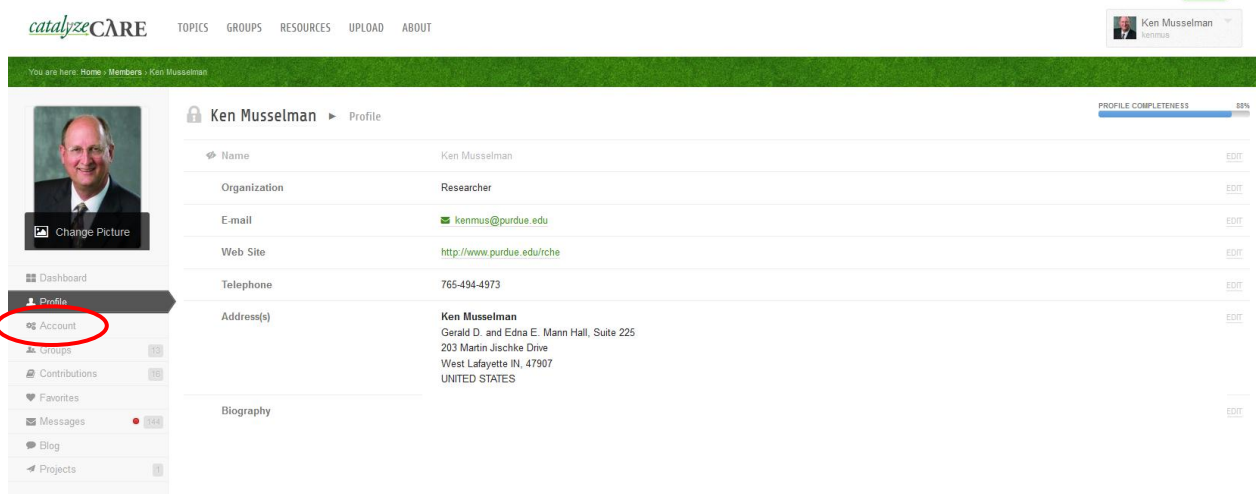 catalyzeCARE
TOPICS GROUPS RESOURCES UPLOAD ABOUT
Ken Musselman
kenmus
You are here: Home › Members › Ken Musselman
Ken Musselman ► Profile
PROFILE COMPLETENESS 88%
Change Picture
Name Ken Musselman EDIT
Organization Researcher EDIT
E-mail kenmus@purdue.edu EDIT
Web Site http://www.purdue.edu/rche EDIT
Telephone 765-494-4973 EDIT
Address(s) Ken Musselman EDIT
Gerald D. and Edna E. Mann Hall, Suite 225
203 Martin Jischke Drive
West Lafayette IN, 47907
UNITED STATES
Biography EDIT
Dashboard
Profile
Account
Groups 13
Contributions 16
Favorites
Messages 144
Blog
Projects 1